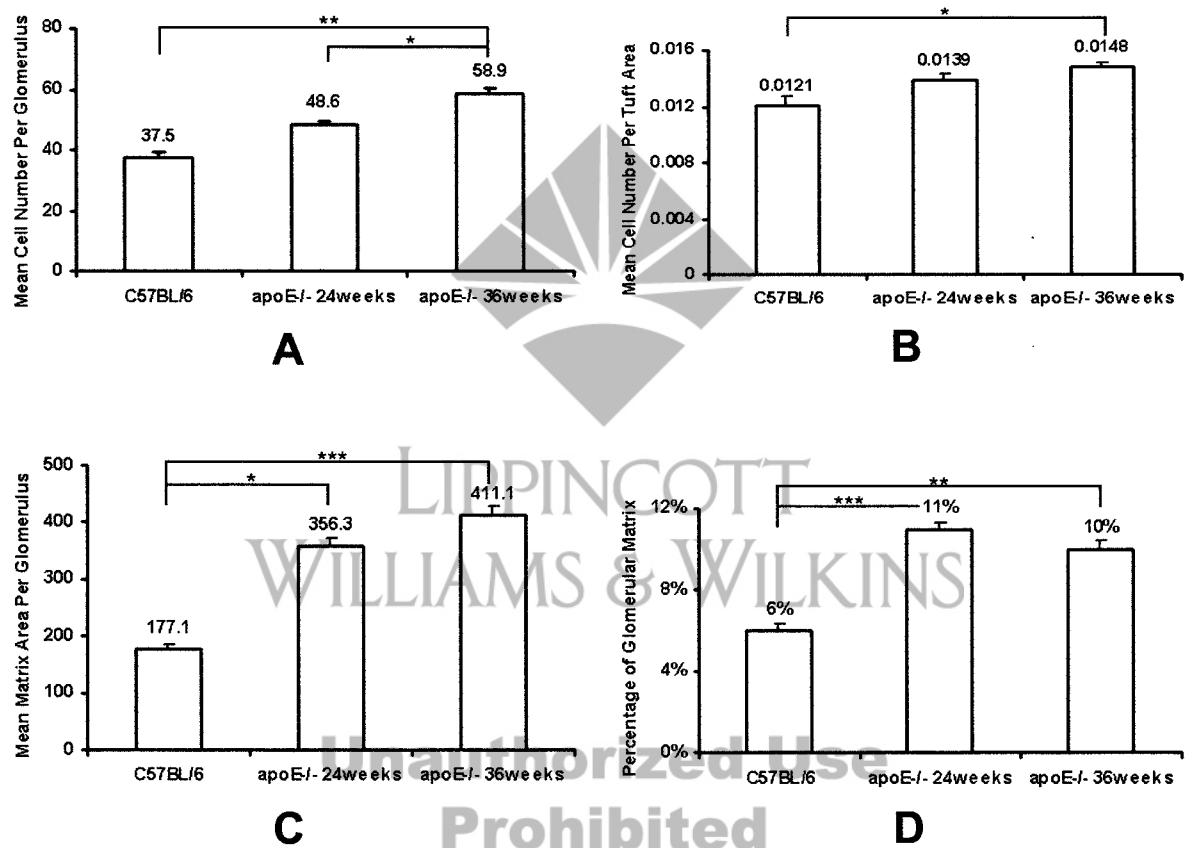 **
*
Mean Cell Number Per Glomerulus
80
60
40
20
0
37.5
48.6
58.9
C57BL/6
apoE-/- 24weeks
apoE-/- 36weeks
A
*
Mean Cell Number Per Tuft Area
0.016
0.012
0.008
0.004
0
0.0121
0.0139
0.0148
C57BL/6
apoE-/- 24weeks
apoE-/- 36weeks
B
***
*
Mean Matrix Area Per Glomerulus
500
400
300
200
100
0
177.1
356.3
411.1
C57BL/6
apoE-/- 24weeks
apoE-/- 36weeks
C
**
***
Percentage of Glomerular Matrix
12%
8%
4%
0%
6%
11%
10%
C57BL/6
apoE-/- 24weeks
apoE-/- 36weeks
D
LIPPINCOTT
WILLIAMS & WILKINS
Unauthorized Use
Prohibited